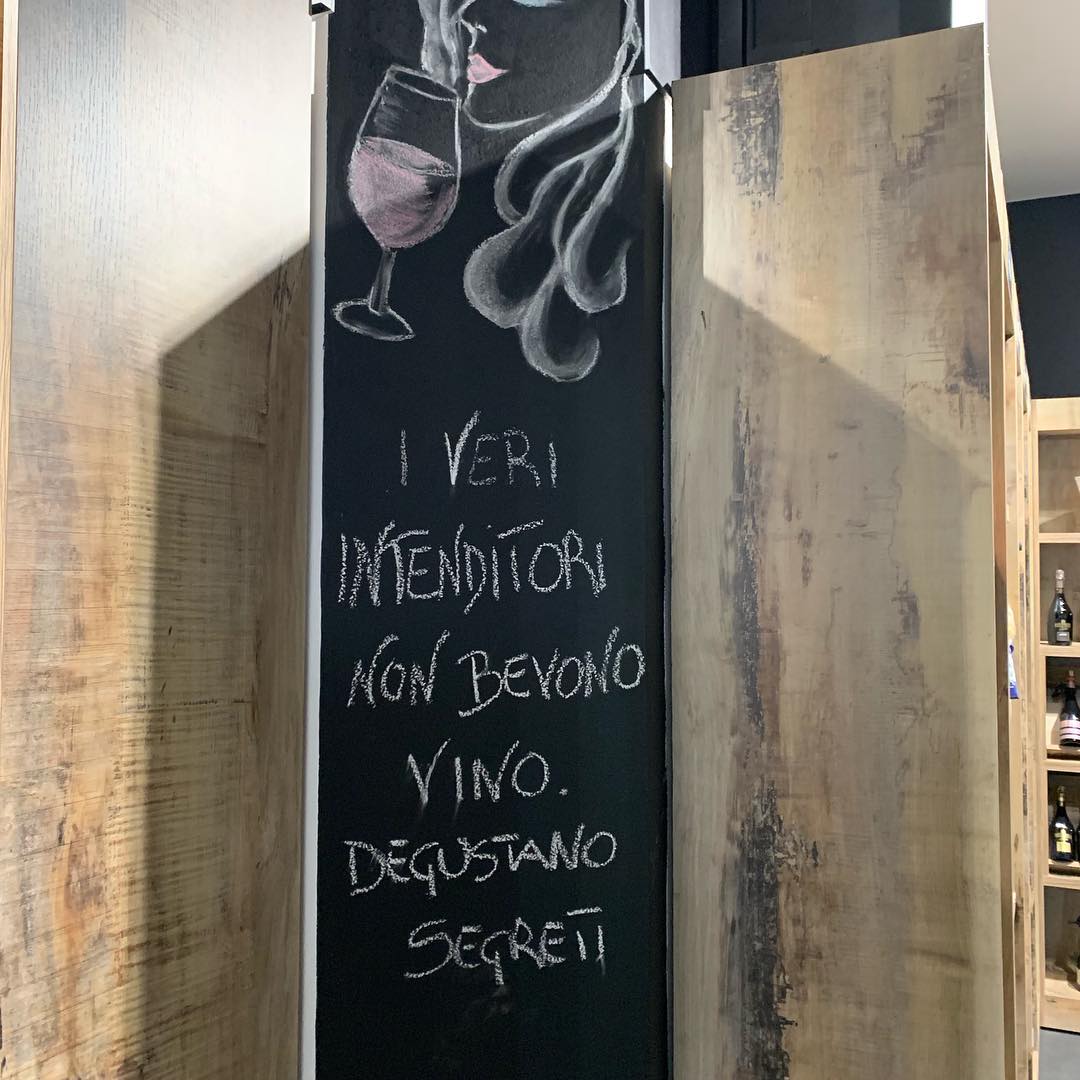 I VERI
INTENDITORI
NON BEVONO
VINO.
DEGUSTANO
SEGRETI